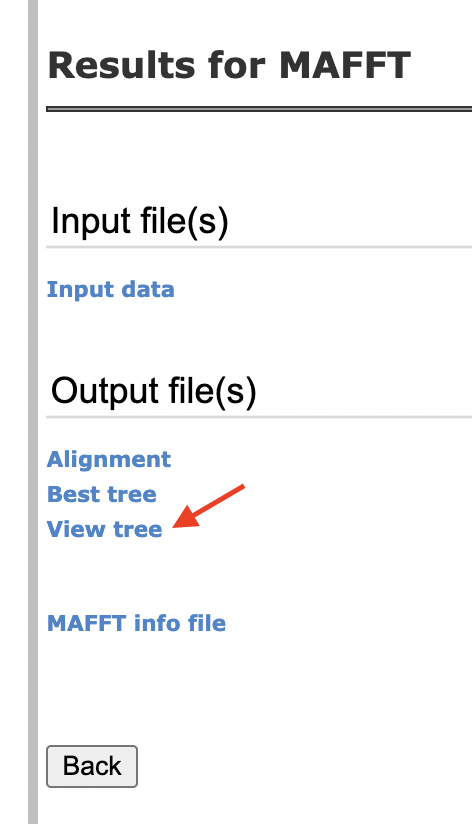 Results for MAFFT
Input file(s)
Input data
Output file(s)
Alignment
Best tree
View tree
MAFFT info file
Back